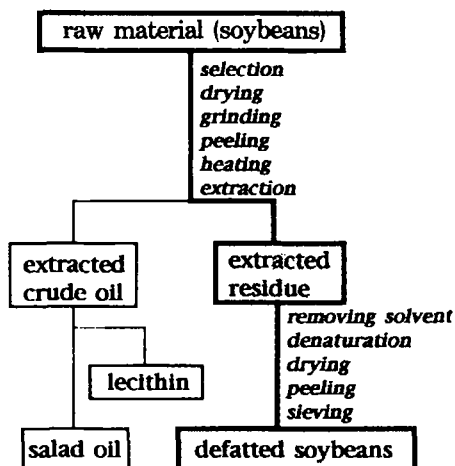 raw material (soybeans)
selection
drying
grinding
peeling
heating
extraction
extracted
crude oil
extracted
residue
removing solvent
denaturation
drying
peeling
sieving
lecithin
salad oil
defatted soybeans